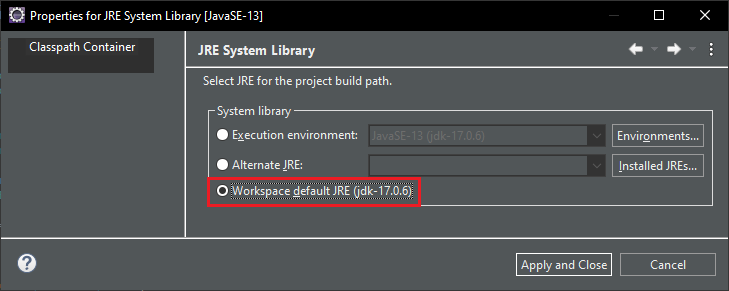 Properties for JRE System Library [JavaSE-13]
Classpath Container
JRE System Library
Select JRE for the project build path.
System library
Execution environment: JavaSE-13 (jdk-17.0.6) Environments...
Alternate JRE: Installed JREs...
Workspace default JRE (jdk-17.0.6)
? Apply and Close Cancel